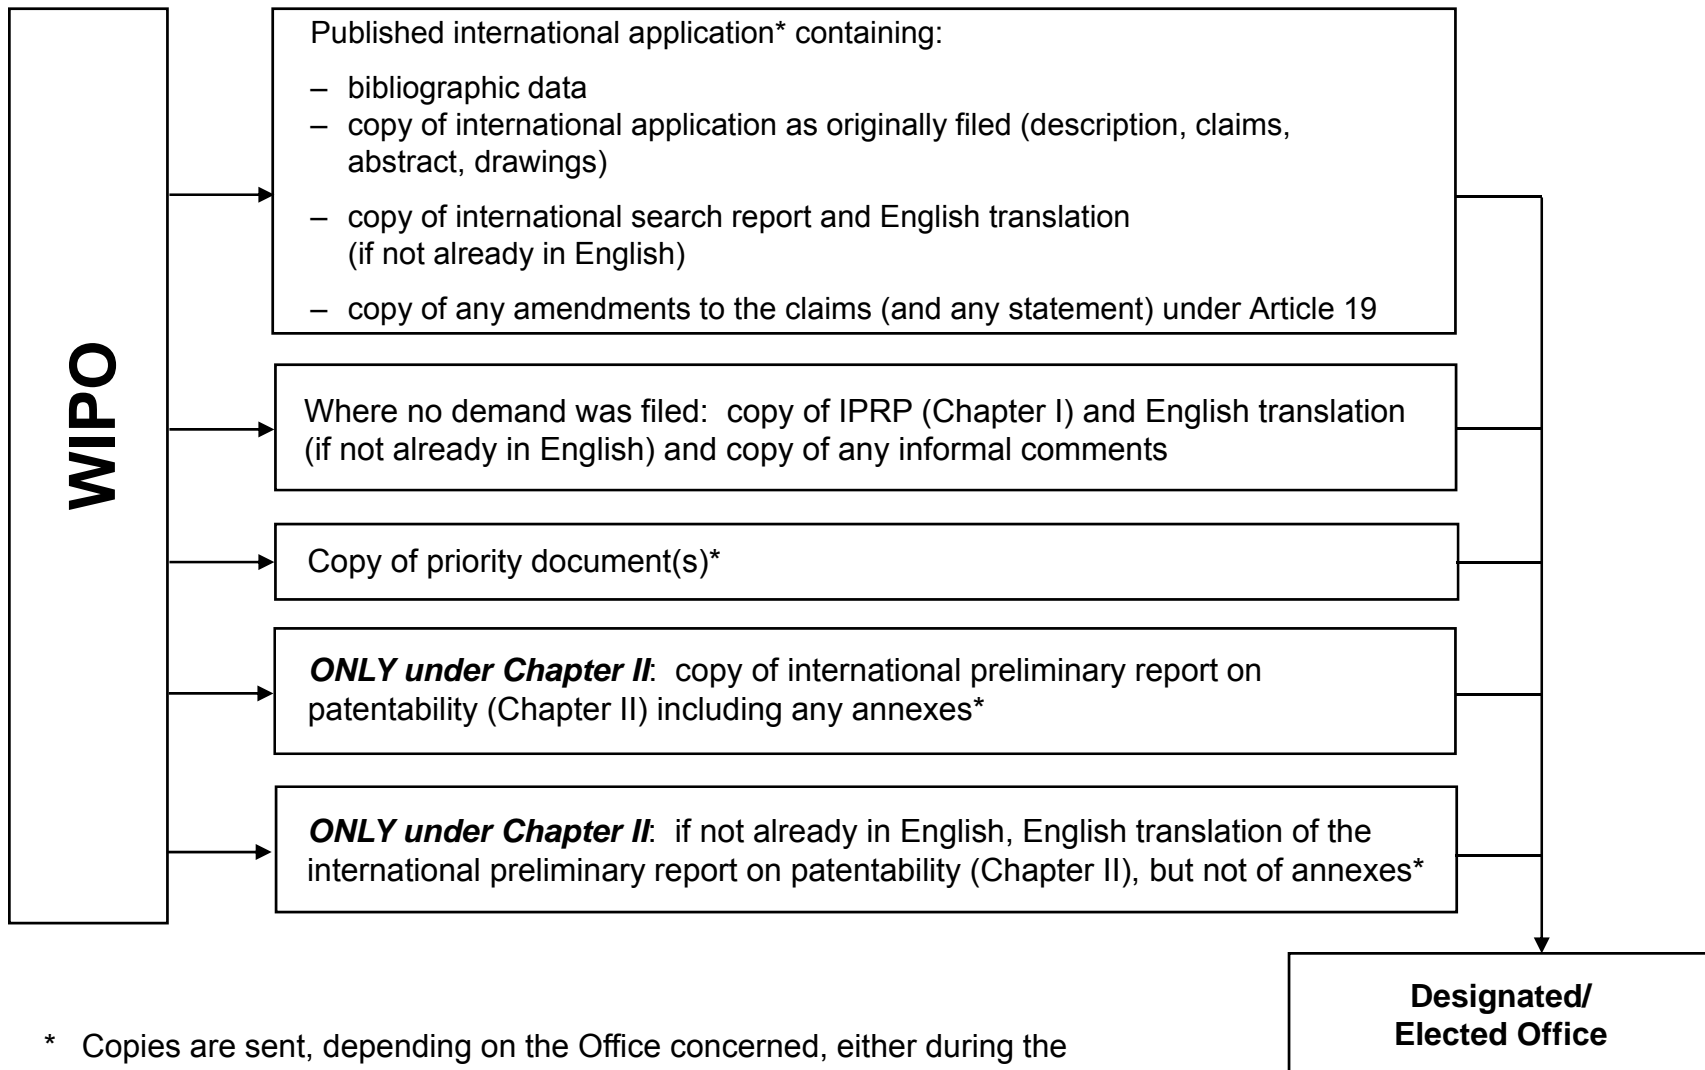 WIPO
Published international application* containing:
– bibliographic data
– copy of international application as originally filed (description, claims,
abstract, drawings)
– copy of international search report and English translation
(if not already in English)
– copy of any amendments to the claims (and any statement) under Article 19
Where no demand was filed: copy of IPRP (Chapter I) and English translation
(if not already in English) and copy of any informal comments
Copy of priority document(s)*
ONLY under Chapter II: copy of international preliminary report on
patentability (Chapter II) including any annexes*
ONLY under Chapter II: if not already in English, English translation of the
international preliminary report on patentability (Chapter II), but not of annexes*
Designated/
Elected Office
* Copies are sent, depending on the Office concerned, either during the